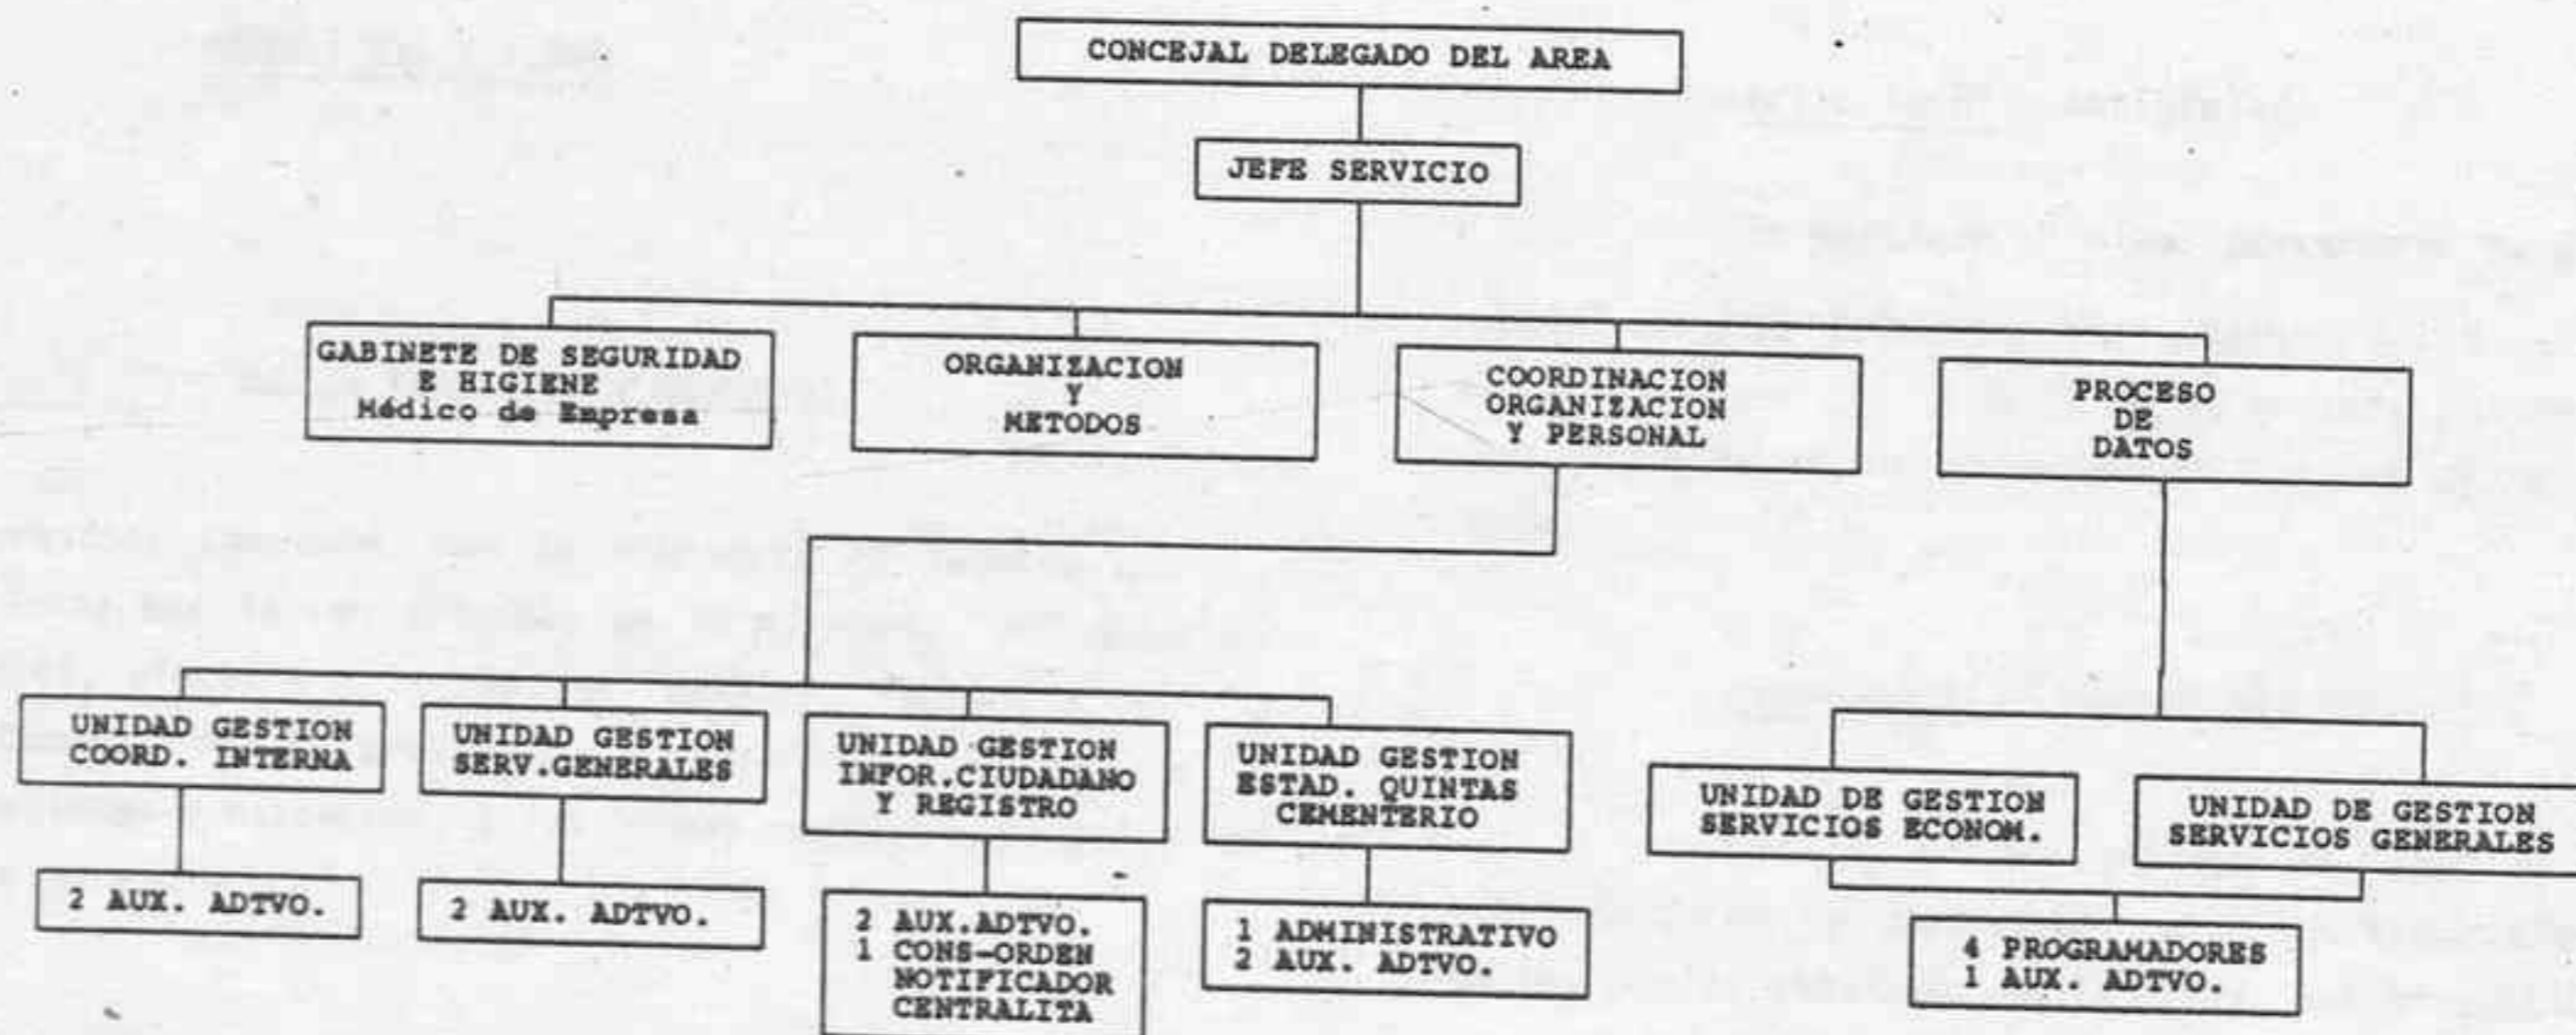 CONCEJAL DELEGADO DEL AREA
JEFE SERVICIO
GABINETE DE SEGURIDAD
E HIGIENE
Médico de Empresa
ORGANIZACION
Y
METODOS
COORDINACION
ORGANIZACION
Y PERSONAL
PROCESO
DE
DATOS
UNIDAD GESTION
COORD. INTERNA
UNIDAD GESTION
SERV.GENERALES
UNIDAD GESTION
INFOR.CIUDADANO
Y REGISTRO
UNIDAD GESTION
ESTAD. QUINTAS
CEMENTERIO
UNIDAD DE GESTION
SERVICIOS ECONOM.
UNIDAD DE GESTION
SERVICIOS GENERALES
2 AUX. ADTVO.
2 AUX. ADTVO.
2 AUX.ADTVO.
1 CONS-ORDEN
NOTIFICADOR
CENTRALITA
1 ADMINISTRATIVO
2 AUX. ADTVO.
4 PROGRAMADORES
1 AUX. ADTVO.